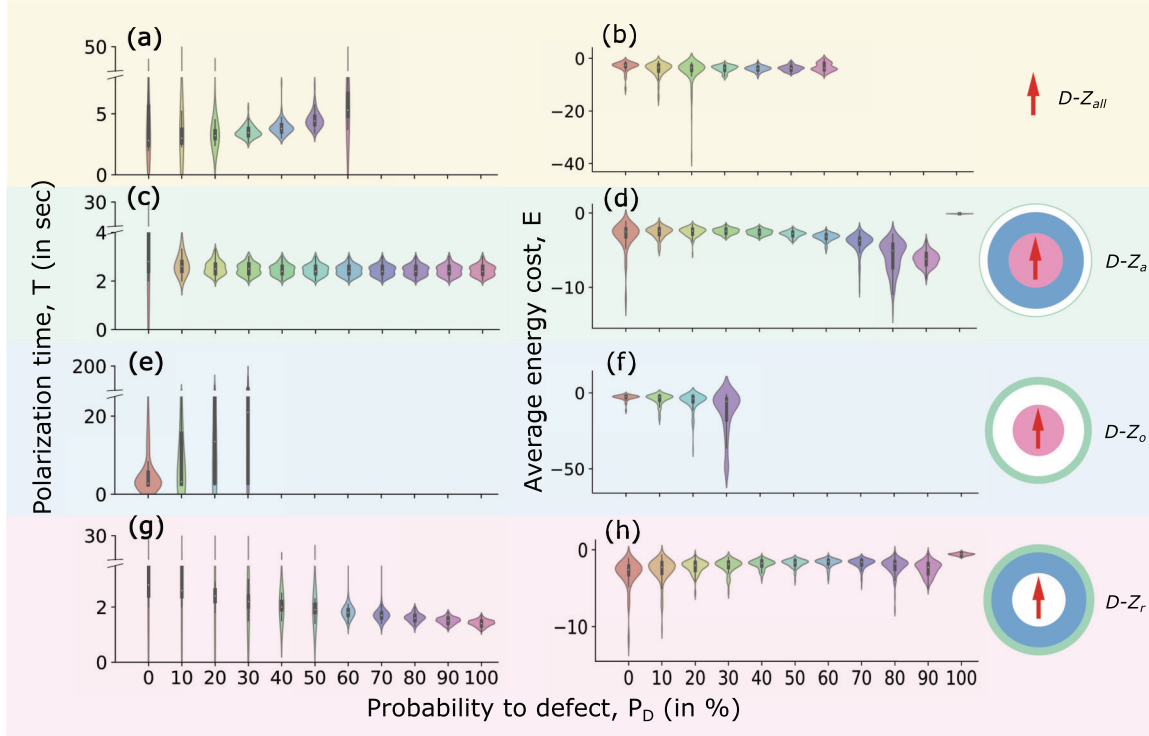 (a)
50
5
0
(b)
0
−20
−40
D-Z_all
(c)
30
4
2
0
(d)
0
−10
D-Z_a
Polarization time, T (in sec)
Average energy cost, E
(e)
200
20
0
(f)
0
−50
D-Z_o
(g)
30
2
0
(h)
0
−10
D-Z_r
0 10 20 30 40 50 60 70 80 90 100
0 10 20 30 40 50 60 70 80 90 100
Probability to defect, P_D (in %)